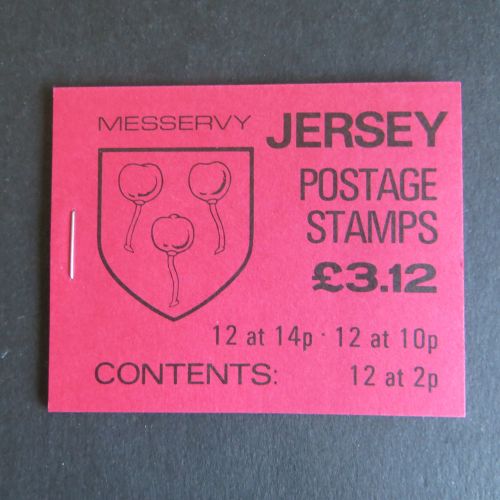 MESSERVY
JERSEY
POSTAGE
STAMPS
£3.12
12 at 14p · 12 at 10p
CONTENTS: 12 at 2p